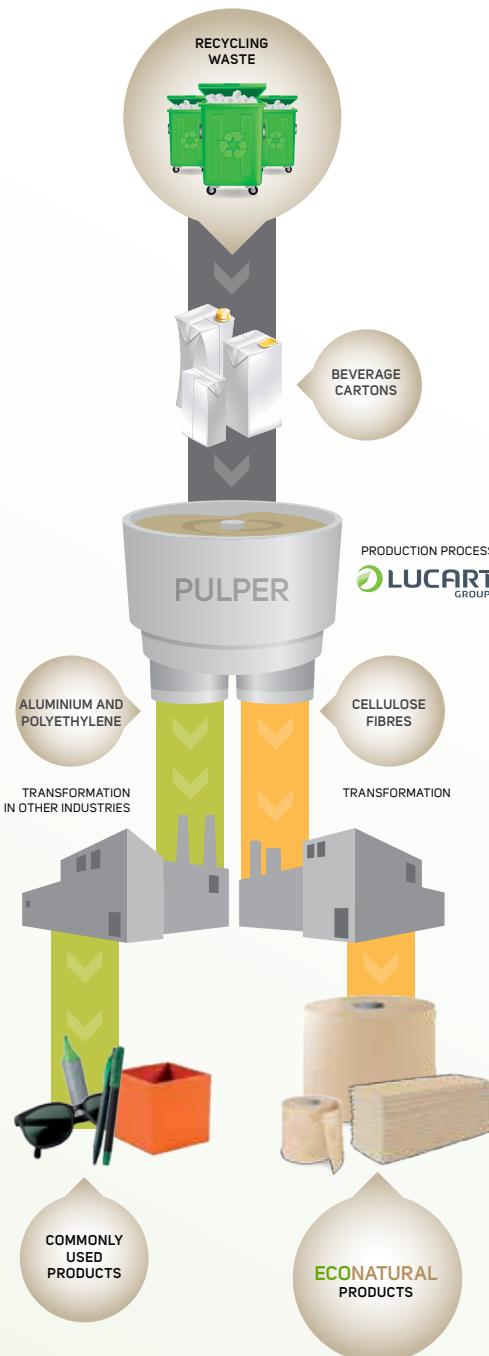 RECYCLING
WASTE
BEVERAGE
CARTONS
PULPER
PRODUCTION PROCESS
LUCART
GROUP
ALUMINIUM AND
POLYETHYLENE
CELLULOSE
FIBRES
TRANSFORMATION
IN OTHER INDUSTRIES
TRANSFORMATION
COMMONLY
USED
PRODUCTS
ECONATURAL
PRODUCTS